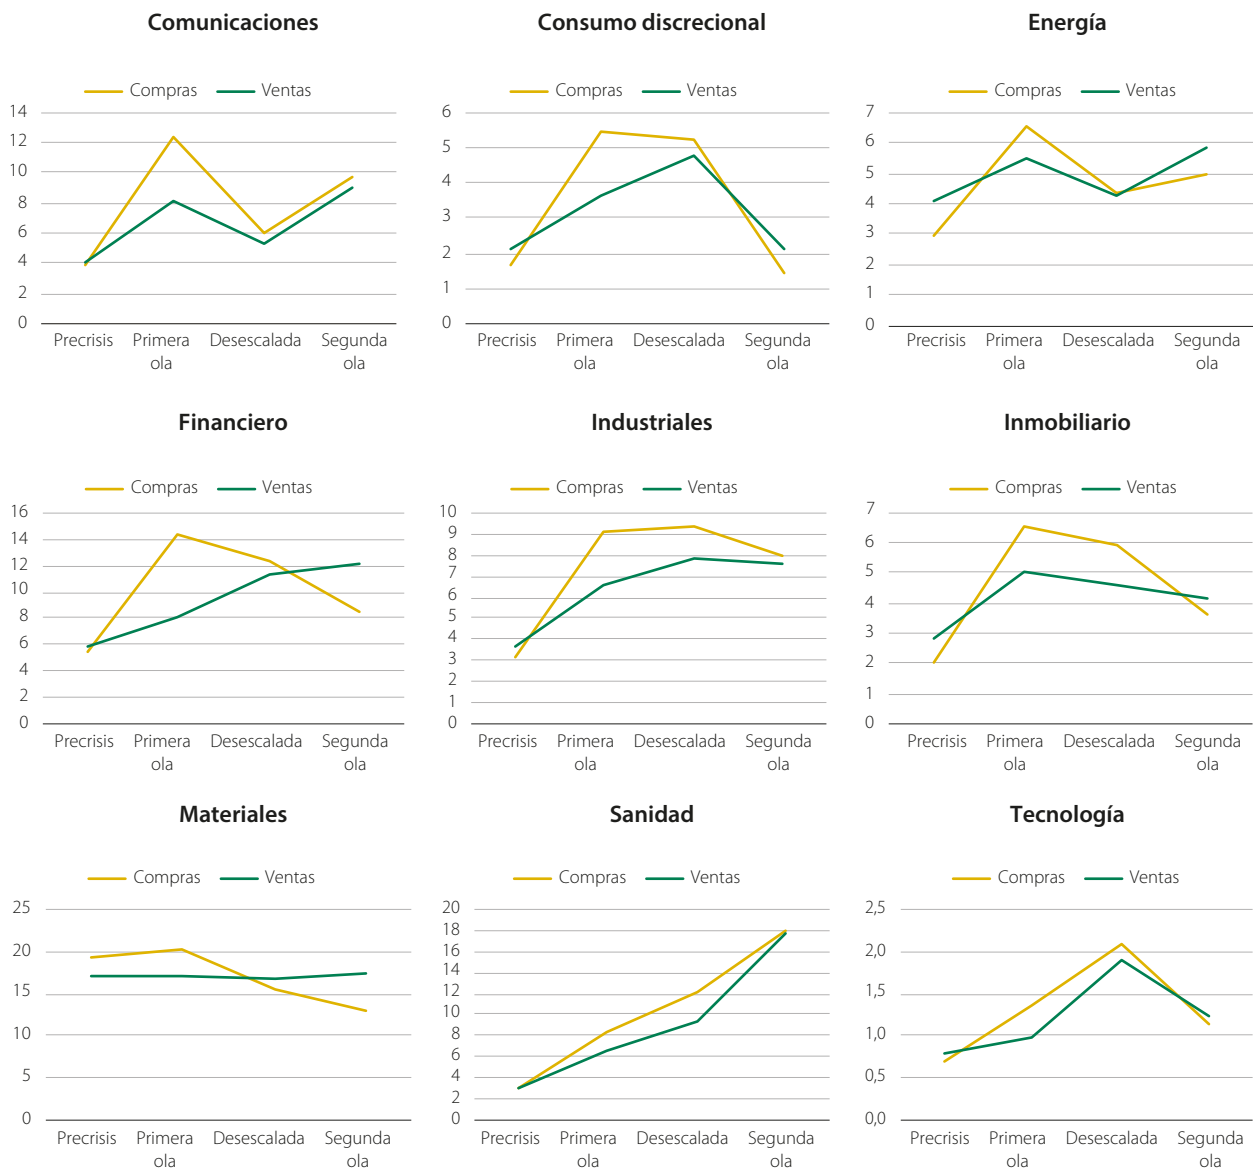 Comunicaciones
Compras Ventas
14
12
10
8
6
4
2
0
Precrisis Primera Desescalada Segunda
ola ola
Consumo discrecional
Compras Ventas
6
5
4
3
2
1
0
Precrisis Primera Desescalada Segunda
ola ola
Energía
Compras Ventas
7
6
5
4
3
2
1
0
Precrisis Primera Desescalada Segunda
ola ola
Financiero
Compras Ventas
16
14
12
10
8
6
4
2
0
Precrisis Primera Desescalada Segunda
ola ola
Industriales
Compras Ventas
10
9
8
7
6
5
4
3
2
1
0
Precrisis Primera Desescalada Segunda
ola ola
Inmobiliario
Compras Ventas
7
6
5
4
3
2
1
0
Precrisis Primera Desescalada Segunda
ola ola
Materiales
Compras Ventas
25
20
15
10
5
0
Precrisis Primera Desescalada Segunda
ola ola
Sanidad
Compras Ventas
20
18
16
14
12
10
8
6
4
2
0
Precrisis Primera Desescalada Segunda
ola ola
Tecnología
Compras Ventas
2,5
2,0
1,5
1,0
0,5
0,0
Precrisis Primera Desescalada Segunda
ola ola